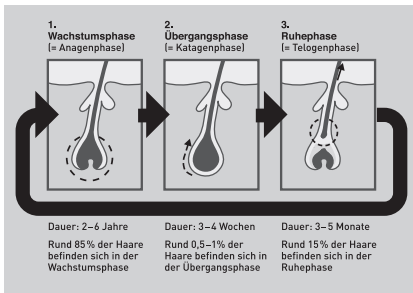 1.
Wachstumsphase
(= Anagenphase)
2.
Übergangsphase
(= Katagenphase)
3.
Ruhephase
(= Telogenphase)
Dauer: 2–6 Jahre
Rund 85% der Haare
befinden sich in der
Wachstumsphase
Dauer: 3–4 Wochen
Rund 0,5–1% der
Haare befinden sich in
der Übergangsphase
Dauer: 3–5 Monate
Rund 15% der Haare
befinden sich in der
Ruhephase